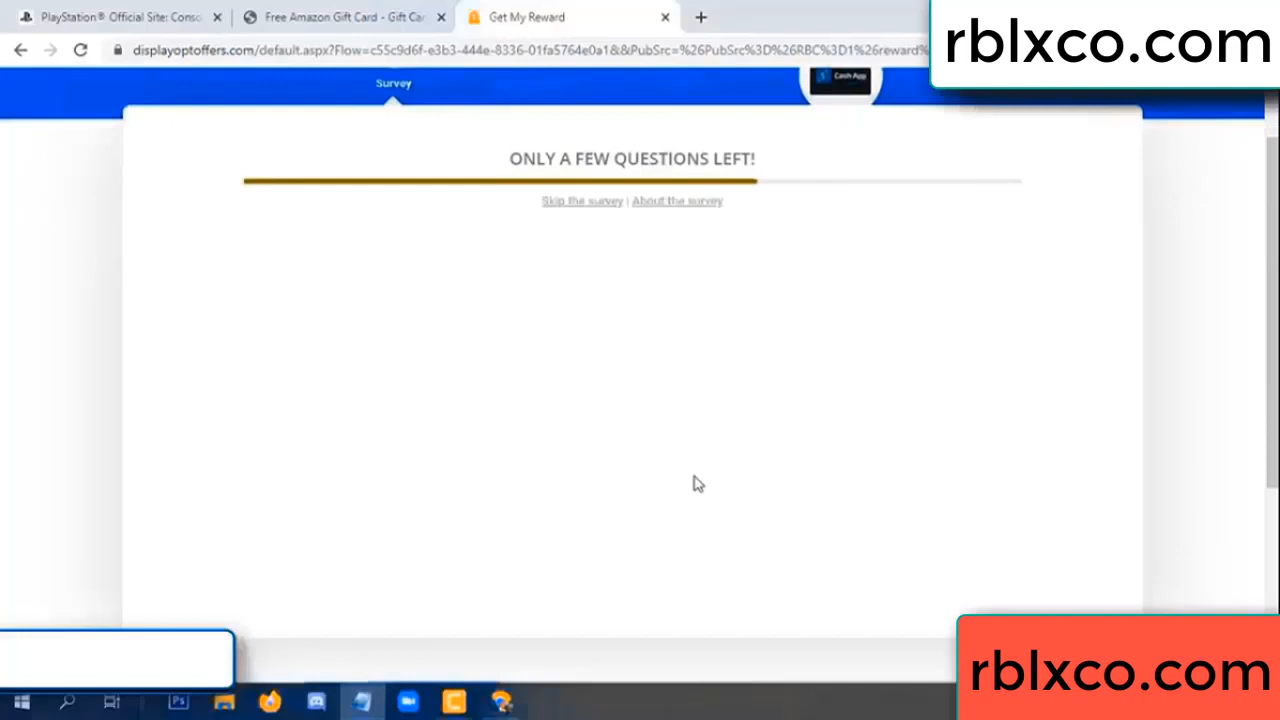 PlayStation® Official Site: Conso
Free Amazon Gift Card - Gift Car
Get My Reward
rblxco.com
displayoptoffers.com/default.aspx?Flow=c55c9d6f-e3b3-444e-8336-01fa5764e0a1&&PubSrc=%26PubSrc%3D%26RBC%3D1%26reward%
Survey
Cash App
ONLY A FEW QUESTIONS LEFT!
Skip the survey | About the survey
rblxco.com
Ps